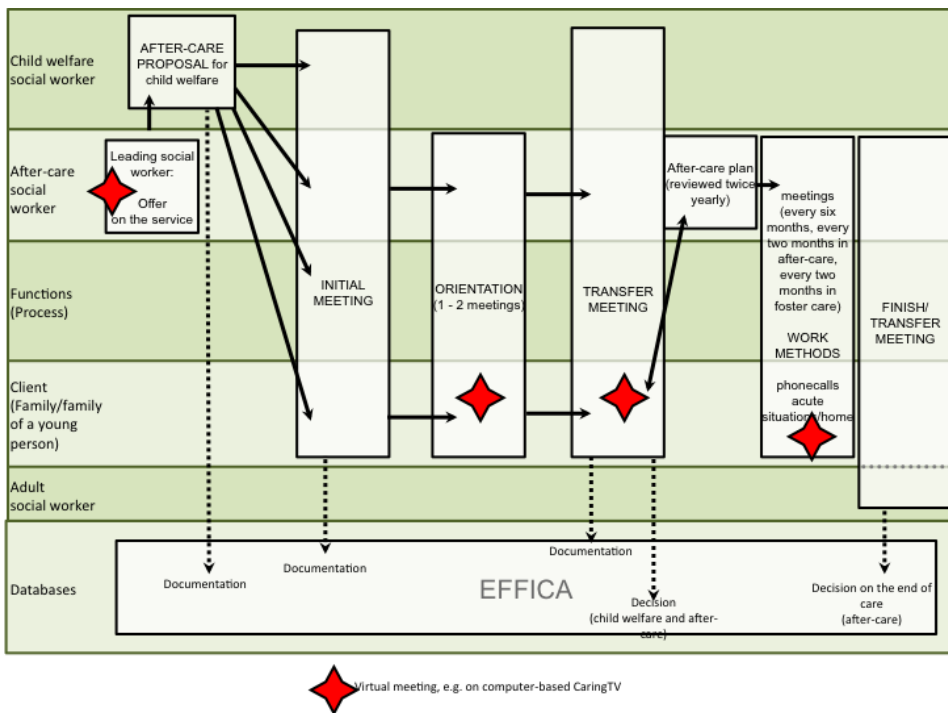 Child welfare
social worker
AFTER-CARE
PROPOSAL for
child welfare
After-care
social
worker
Leading social
worker:
Offer
on the service
After-care plan
(reviewed twice
yearly)
meetings
(every six
months, every
two months in
after-care,
every two
months in
foster care)
WORK
METHODS
phonecalls
acute
situations/home
Functions
(Process)
INITIAL
MEETING
ORIENTATION
(1 - 2 meetings)
TRANSFER
MEETING
FINISH/
TRANSFER
MEETING
Client
(Family/family
of a young
person)
Adult
social worker
Databases
Documentation
Documentation
EFFICA
Documentation
Decision
(child welfare and after-
care)
Decision on the end of
care
(after-care)
Virtual meeting, e.g. on computer-based CaringTV